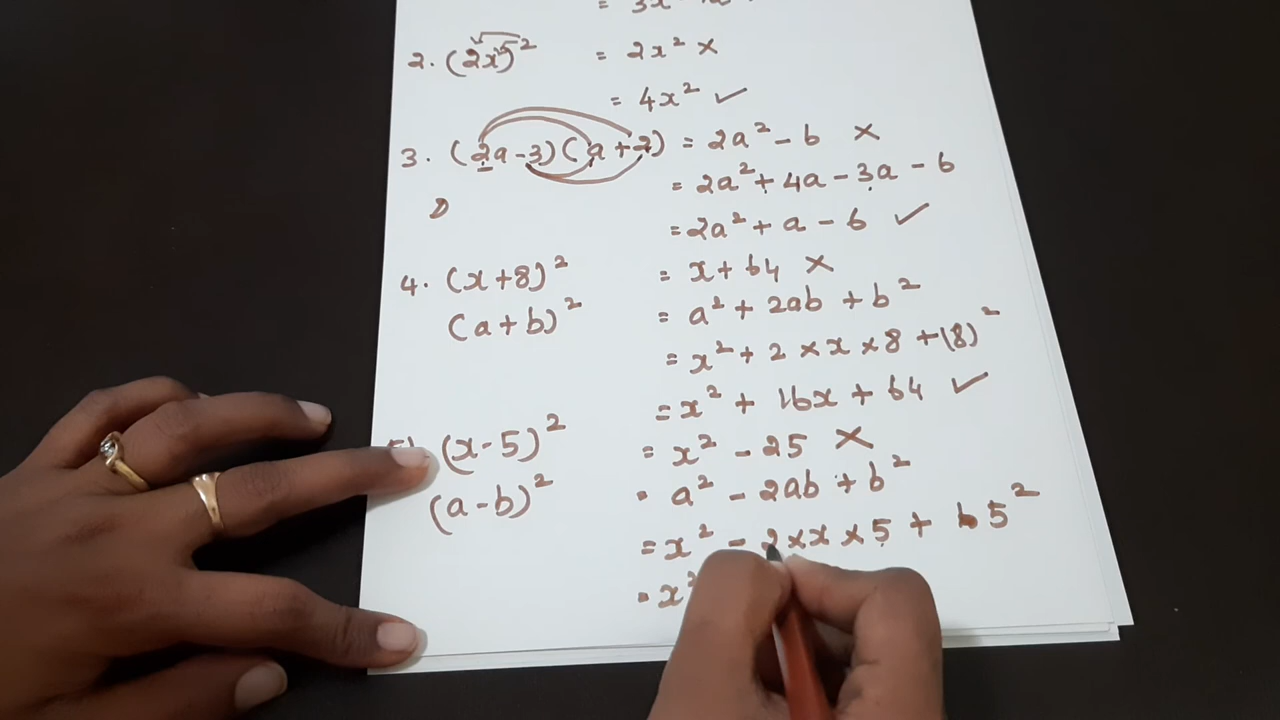 2. (2x)² = 2x² ×
= 4x² ✓
3. (2a-3)(a+2) = 2a² - 6 ×
= 2a² + 4a - 3a - 6
= 2a² + a - 6 ✓
4. (x+8)² = x + 64 ×
(a+b)² = a² + 2ab + b²
= x² + 2 × x × 8 + (8)²
= x² + 16x + 64 ✓
(x-5)² = x² - 25 ×
(a-b)² = a² - 2ab + b²
= x² - 2 × x × 5 + 5²
= x²